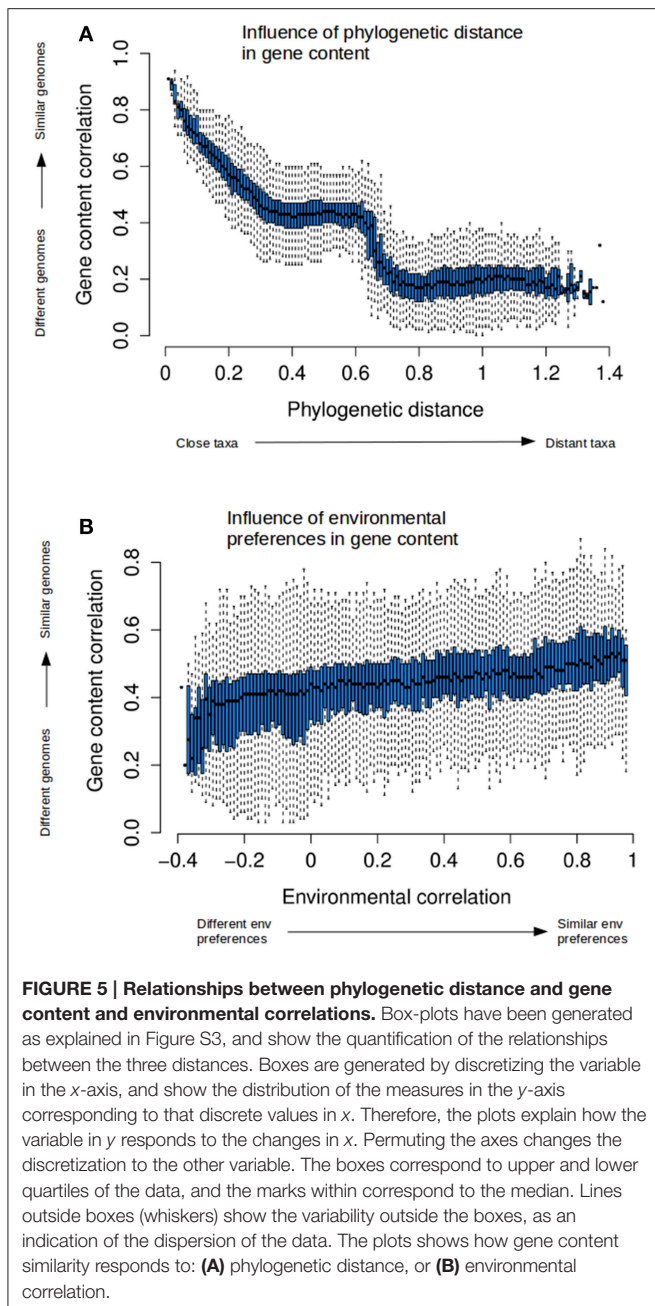 A
Influence of phylogenetic distance
in gene content
Different genomes
Similar genomes
Gene content correlation
1.0
0.8
0.6
0.4
0.2
0.0
0 0.2 0.4 0.6 0.8 1 1.2 1.4
Phylogenetic distance
Close taxa
Distant taxa
B
Influence of environmental
preferences in gene content
Different genomes
Similar genomes
Gene content correlation
0.8
0.6
0.4
0.2
0.0
−0.4 −0.2 0 0.2 0.4 0.6 0.8 1
Environmental correlation
Different env
preferences
Similar env
preferences
FIGURE 5 | Relationships between phylogenetic distance and gene
content and environmental correlations. Box-plots have been generated
as explained in Figure S3, and show the quantification of the relationships
between the three distances. Boxes are generated by discretizing the variable
in the x-axis, and show the distribution of the measures in the y-axis
corresponding to that discrete values in x. Therefore, the plots explain how the
variable in y responds to the changes in x. Permuting the axes changes the
discretization to the other variable. The boxes correspond to upper and lower
quartiles of the data, and the marks within correspond to the median. Lines
outside boxes (whiskers) show the variability outside the boxes, as an
indication of the dispersion of the data. The plots shows how gene content
similarity responds to: (A) phylogenetic distance, or (B) environmental
correlation.